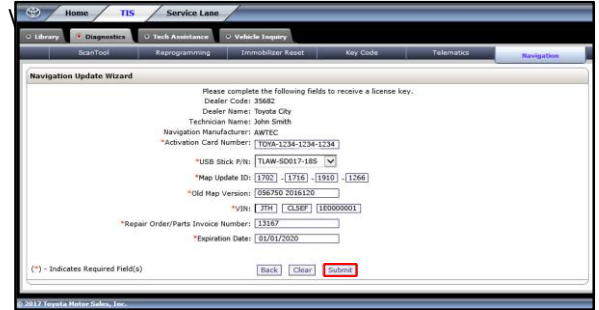 \
Home TIS Service Lane
Library Diagnostics Tech Assistance Vehicle Inquiry
ScanTool Reprogramming Immobilizer Reset Key Code Telematics Navigation
Navigation Update Wizard
Please complete the following fields to receive a license key.
Dealer Code: 35682
Dealer Name: Toyota City
Technician Name: John Smith
Navigation Manufacturer: AWTEC
*Activation Card Number: TOYA-1234-1234-1234
*USB Stick P/N: TLAW-SD017-18S
*Map Update ID: 1702 - 1716 - 1910 - 1266
*Old Map Version: 056750 2016120
*VIN: JTH CLSEF 1E0000001
*Repair Order/Parts Invoice Number: 13167
*Expiration Date: 01/01/2020
(*) - Indicates Required Field(s) Back Clear Submit
© 2017 Toyota Motor Sales, Inc.